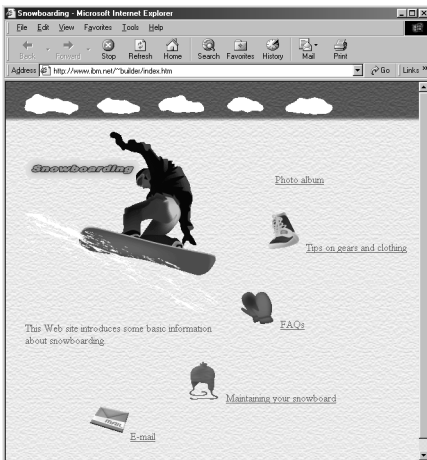 Snowboarding - Microsoft Internet Explorer
File Edit View Favorites Tools Help
Back Forward Stop Refresh Home Search Favorites History Mail Print
Address http://www.ibm.net/~builder/index.htm Go Links »
Snowboarding
Photo album
Tips on gears and clothing
FAQs
This Web site introduces some basic information
about snowboarding.
Maintaining your snowboard
E-mail